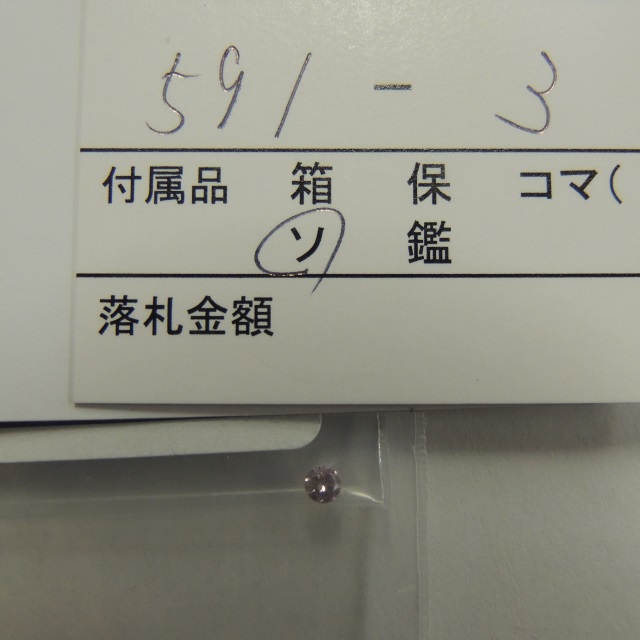 591 - 3
付属品 箱 保 コマ(
ソ 鑑
落札金額